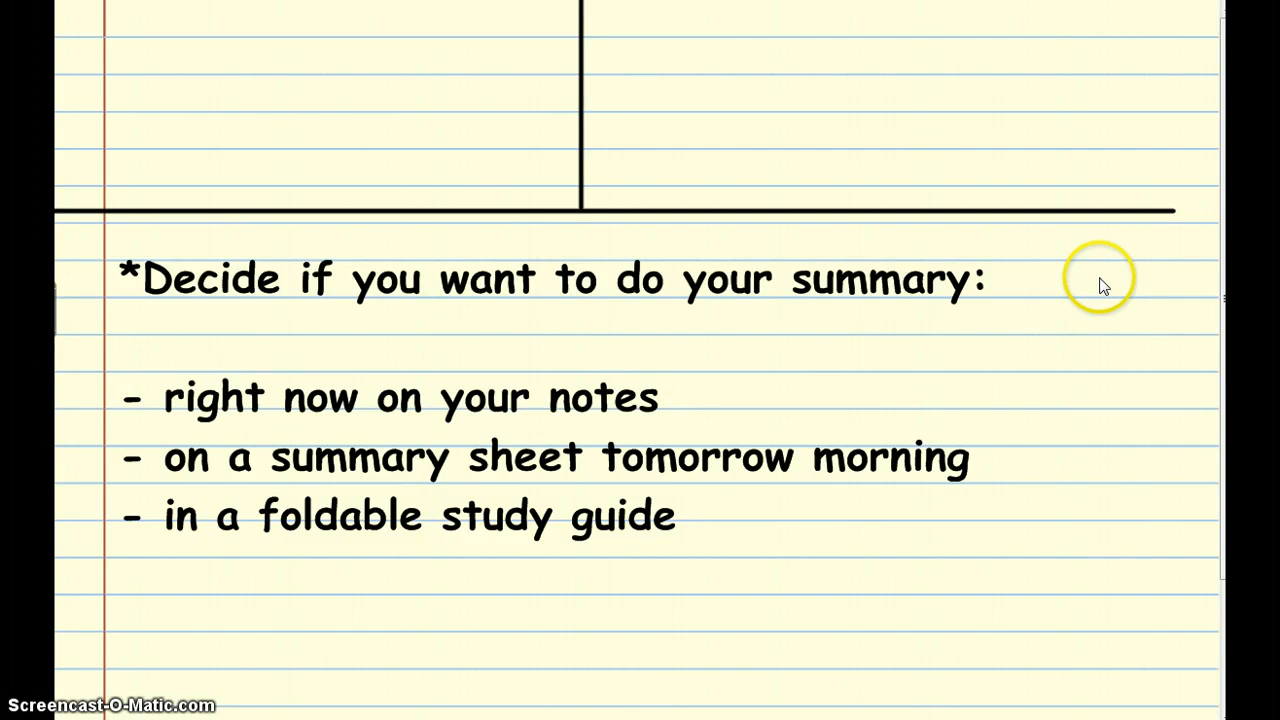 *Decide if you want to do your summary:
- right now on your notes
- on a summary sheet tomorrow morning
- in a foldable study guide
Screencast-O-Matic.com